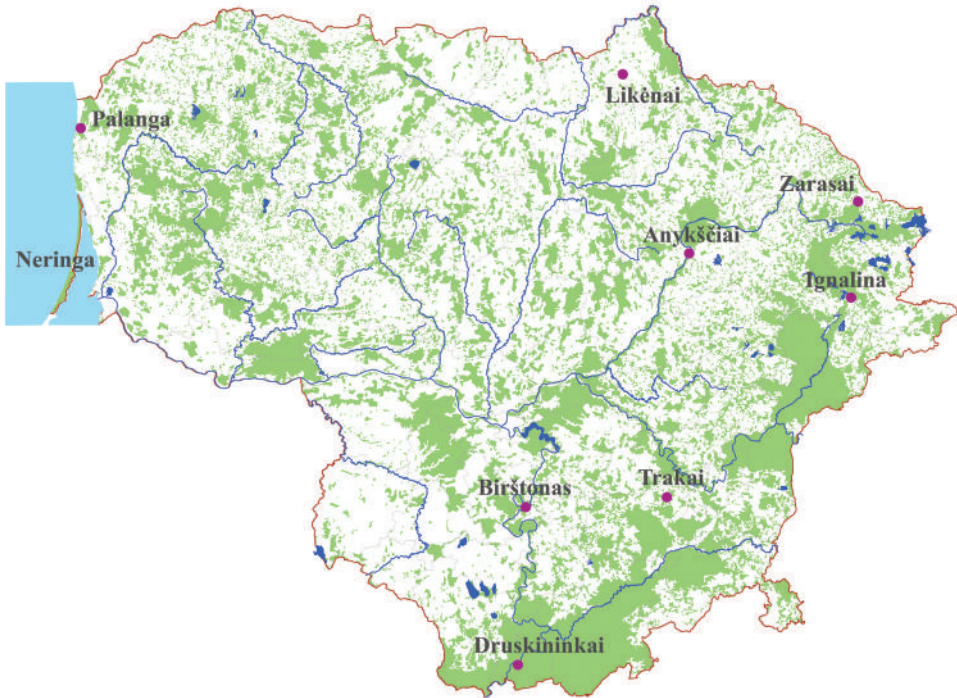 Likėnai
Palanga
Zarasai
Anykščiai
Neringa
Ignalina
Trakai
Birštonas
Druskininkai